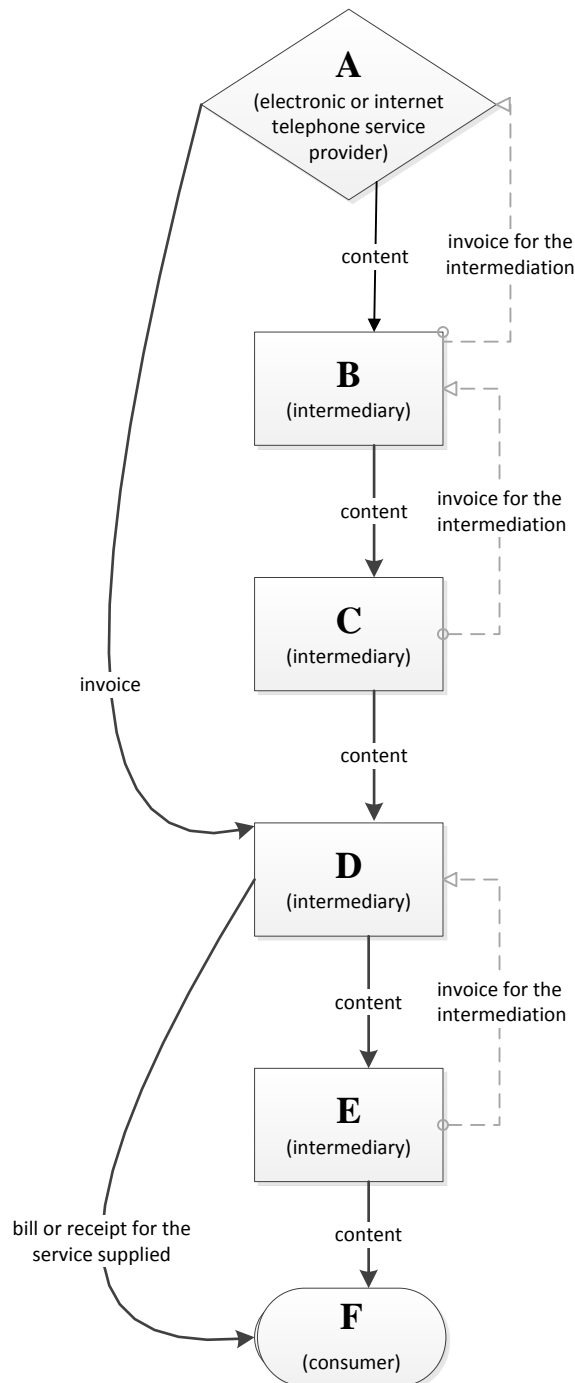 A
(electronic or internet
telephone service
provider)
content
invoice for the
intermediation
B
(intermediary)
content
invoice for the
intermediation
C
(intermediary)
invoice
content
D
(intermediary)
content
invoice for the
intermediation
E
(intermediary)
bill or receipt for the
service supplied
content
F
(consumer)